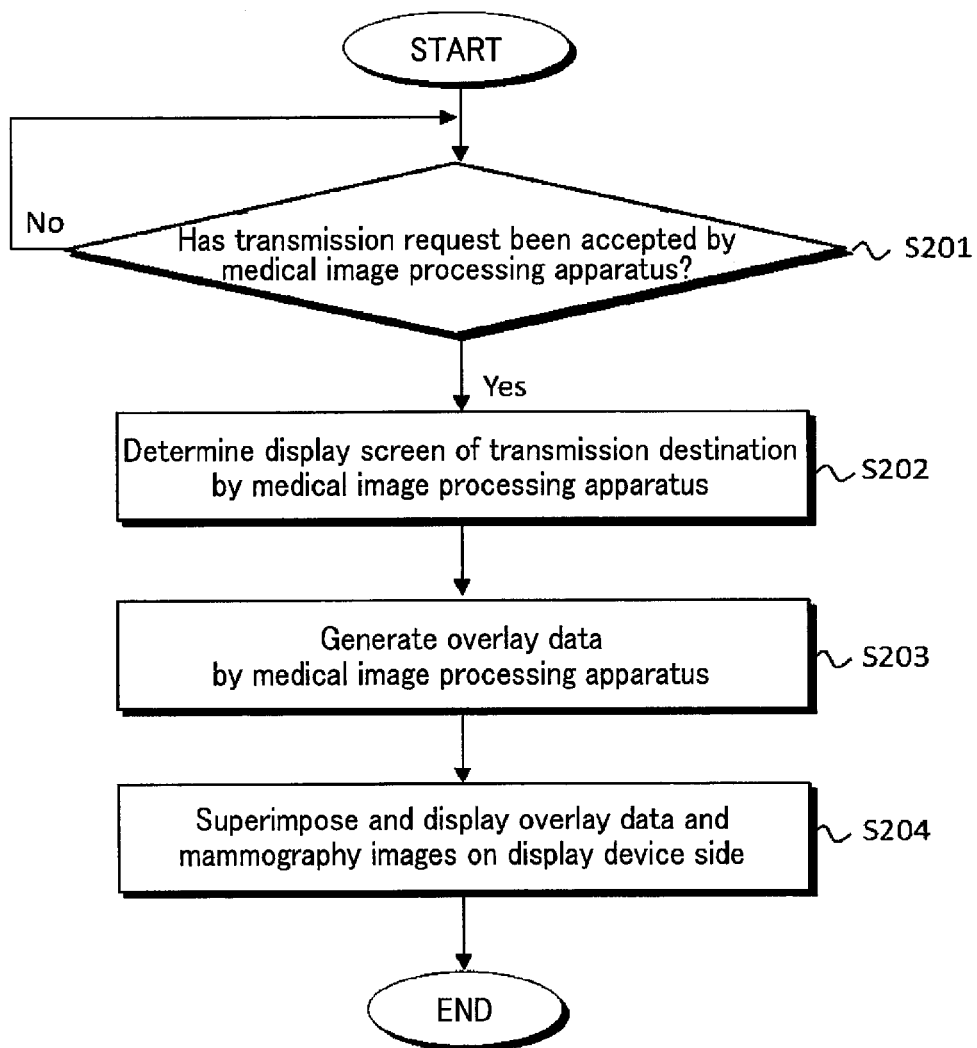 START
No
Has transmission request been accepted by
medical image processing apparatus?
S201
Yes
Determine display screen of transmission destination
by medical image processing apparatus
S202
Generate overlay data
by medical image processing apparatus
S203
Superimpose and display overlay data and
mammography images on display device side
S204
END